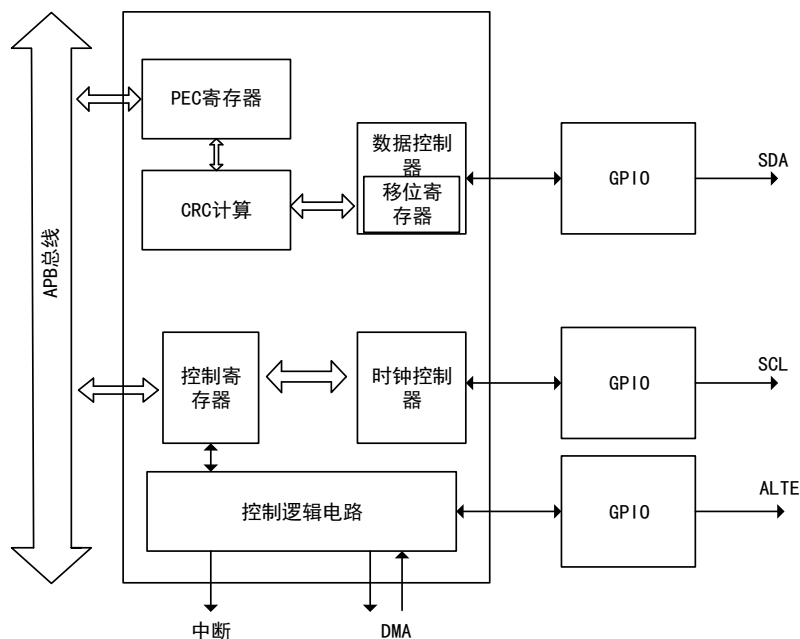 PEC寄存器
数据控制
器
移位寄
存器
CRC计算
GPIO
SDA
APB总线
控制寄
存器
时钟控制
器
GPIO
SCL
控制逻辑电路
GPIO
ALTE
中断
DMA